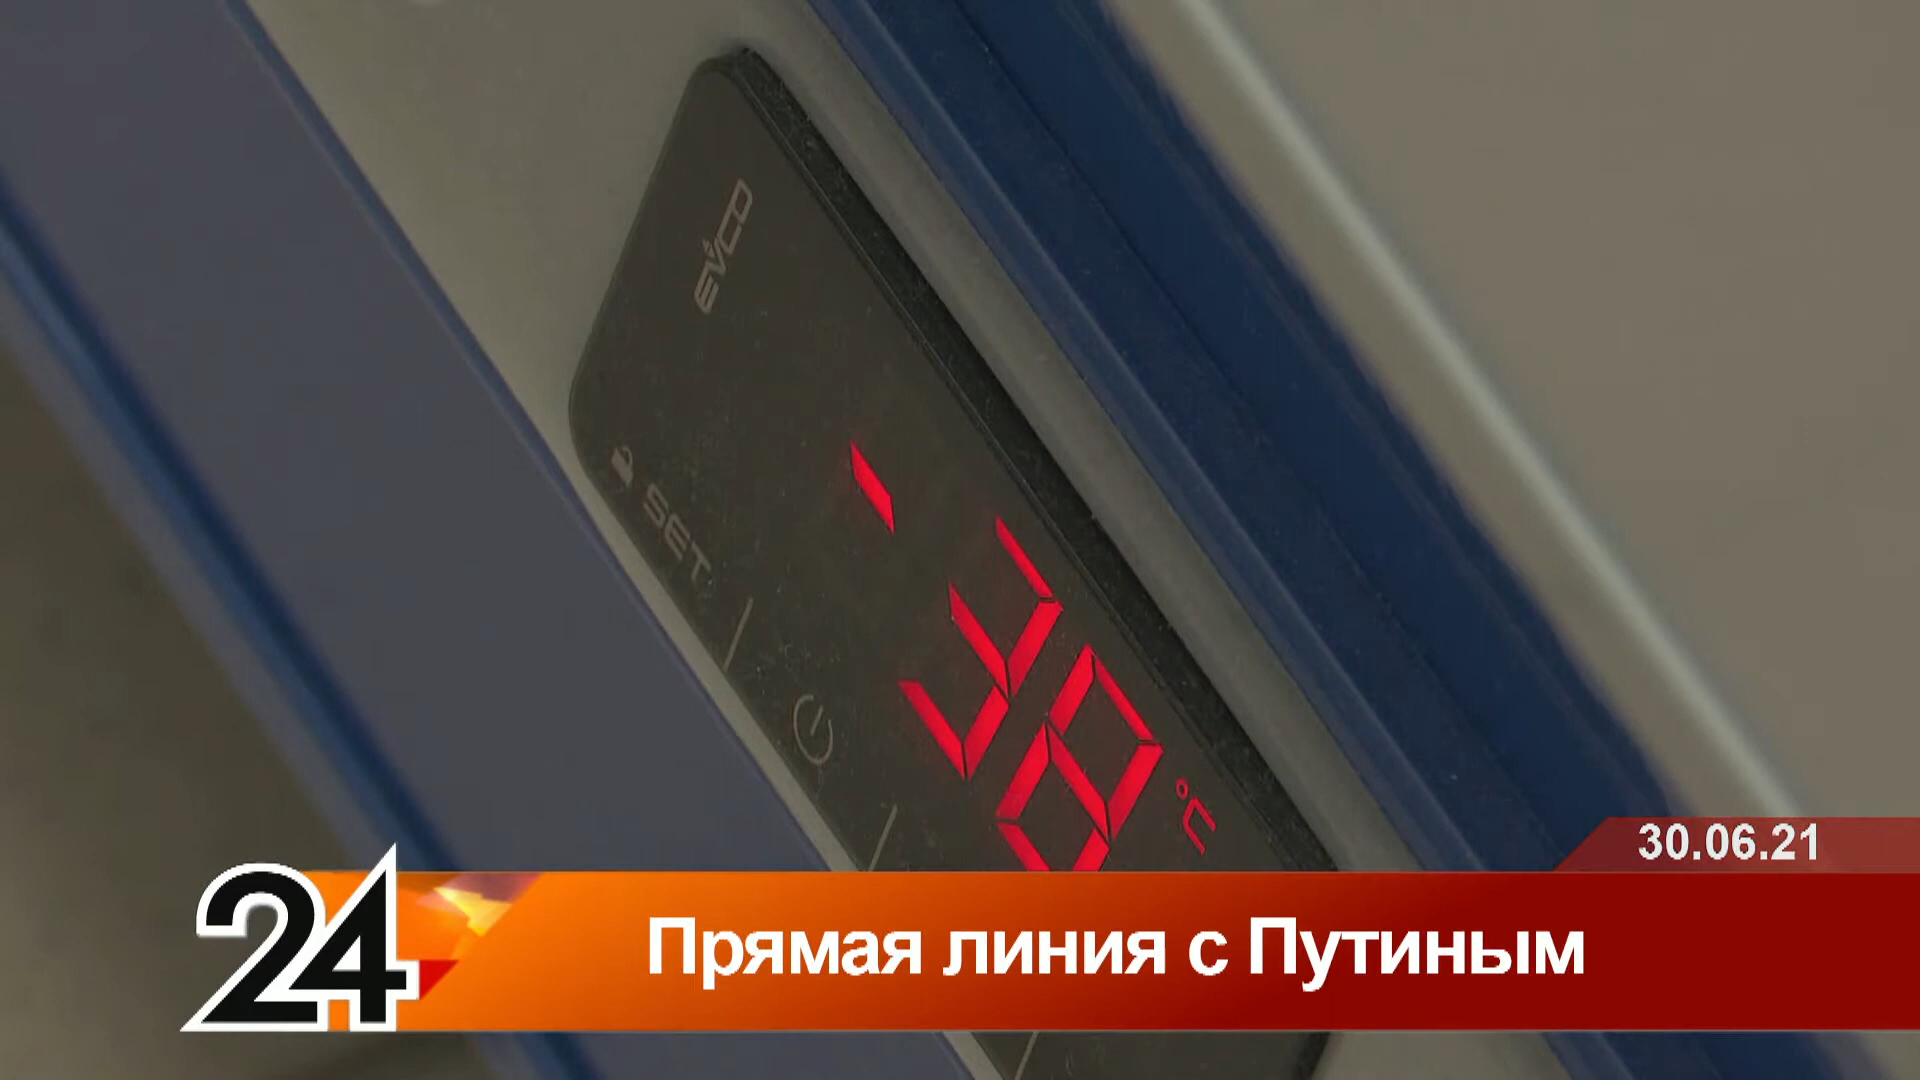 EVCO
SET
-38 °C
30.06.21
24
Прямая линия с Путиным